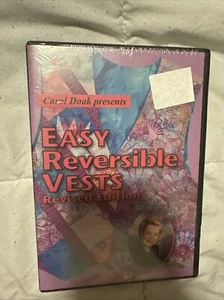 Carol Doak presents
EASY
Reversible
VESTS
Revised Edition